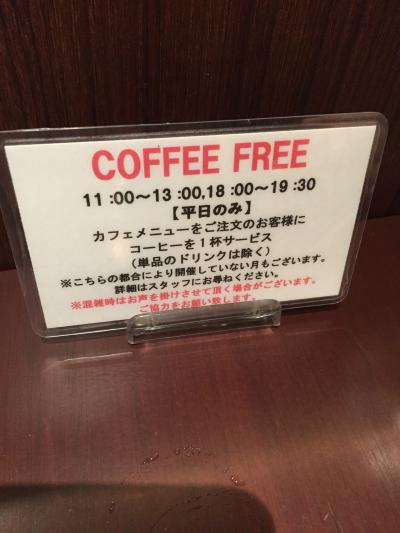 COFFEE FREE
11:00～13:00,18:00～19:30
【平日のみ】
カフェメニューをご注文のお客様に
コーヒーを1杯サービス
(単品のドリンクは除く)
※こちらの都合により開催していない月もございます。
詳細はスタッフにお尋ねください。
※混雑時はお声を掛けさせて頂く場合がございます。
ご協力をお願い致します。